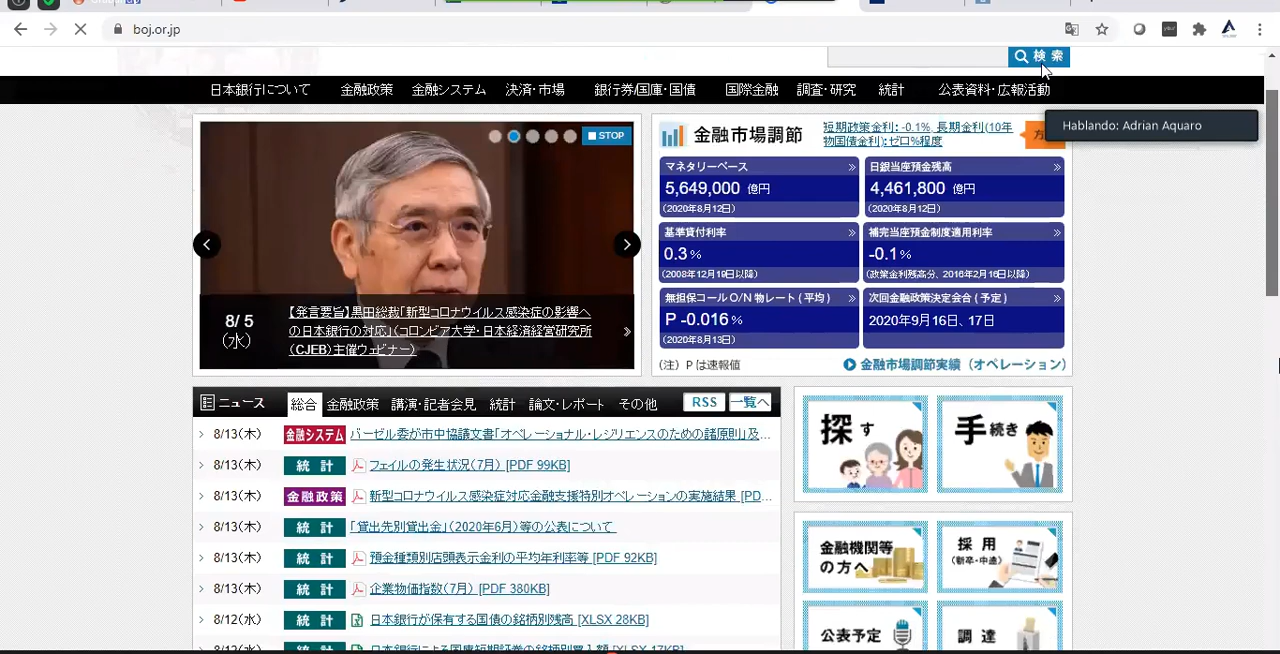 boj.or.jp
検 索
日本銀行について 金融政策 金融システム 決済・市場 銀行券/国庫・国債 国際金融 調査・研究 統計 公表資料・広報活動
Hablando: Adrian Aquaro
STOP
8/5
(水)
【発言要旨】黒田総裁「新型コロナウイルス感染症の影響へ
の日本銀行の対応」(コロンビア大学・日本経済経営研究所
(CJEB)主催ウェビナー)
金融市場調節
短期政策金利: -0.1%、長期金利(10年
物国債金利):ゼロ%程度
方
マネタリーベース
5,649,000 億円
(2020年8月12日)
日銀当座預金残高
4,461,800 億円
(2020年8月12日)
基準貸付利率
0.3 %
(2008年12月19日以降)
補完当座預金制度適用利率
-0.1 %
(政策金利残高分、2016年2月16日以降)
無担保コール O/N 物レート ( 平均 )
P -0.016 %
(2020年8月13日)
次回金融政策決定会合 ( 予定 )
2020年9月16日、17日
(注) P は速報値
金融市場調節実績 (オペレーション)
ニュース 総合 金融政策 講演・記者会見 統計 論文・レポート その他 RSS 一覧へ
8/13(木) 金融システム バーゼル委が市中協議文書「オペレーショナル・レジリエンスのための諸原則」及...
8/13(木) 統 計 フェイルの発生状況(7月) [PDF 99KB]
8/13(木) 金融政策 新型コロナウイルス感染症対応金融支援特別オペレーションの実施結果 [PD...
8/13(木) 統 計 「貸出先別貸出金」(2020年6月)等の公表について
8/13(木) 統 計 預金種類別店頭表示金利の平均年利率等 [PDF 92KB]
8/13(木) 統 計 企業物価指数(7月) [PDF 380KB]
8/12(水) 統 計 日本銀行が保有する国債の銘柄別残高 [XLSX 28KB]
8/12(水) 統 計 日本銀行による国庫短期証券の銘柄別買入額 [XLSX 17KB]
探す
手続き
金融機関等
の方へ
採 用
(新卒・中途)
公表予定
調 達